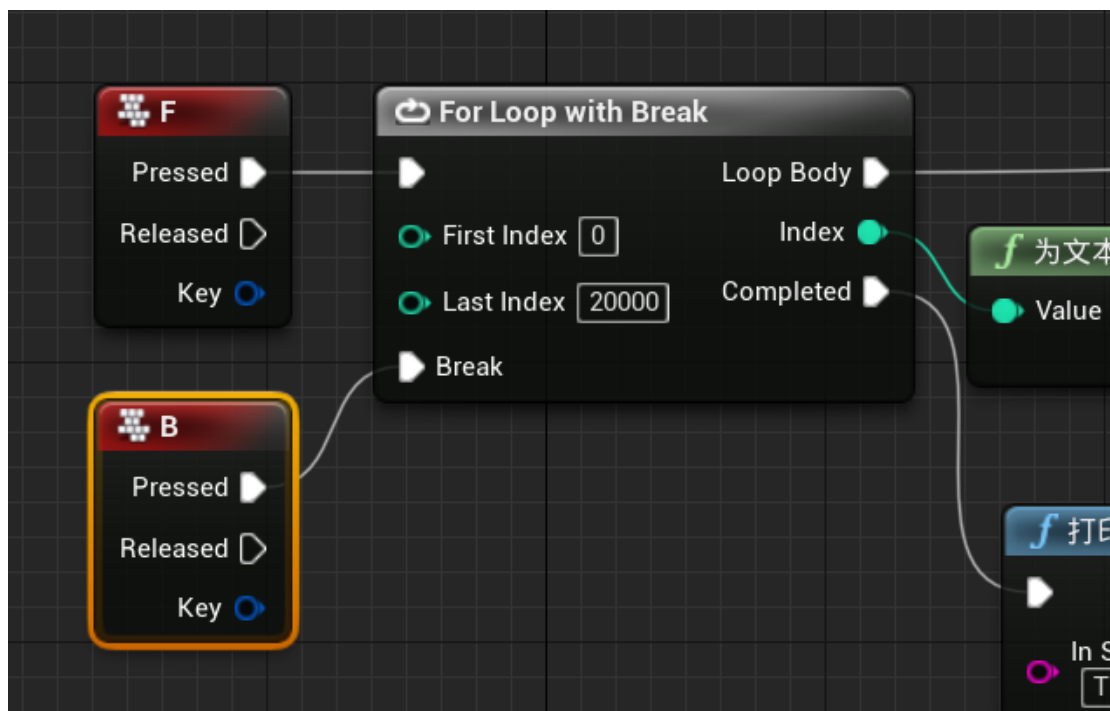 F
Pressed
Released
Key
For Loop with Break
Loop Body
First Index 0
Index
Last Index 20000
Completed
Break
为文本
Value
B
Pressed
Released
Key
打印
In S
T